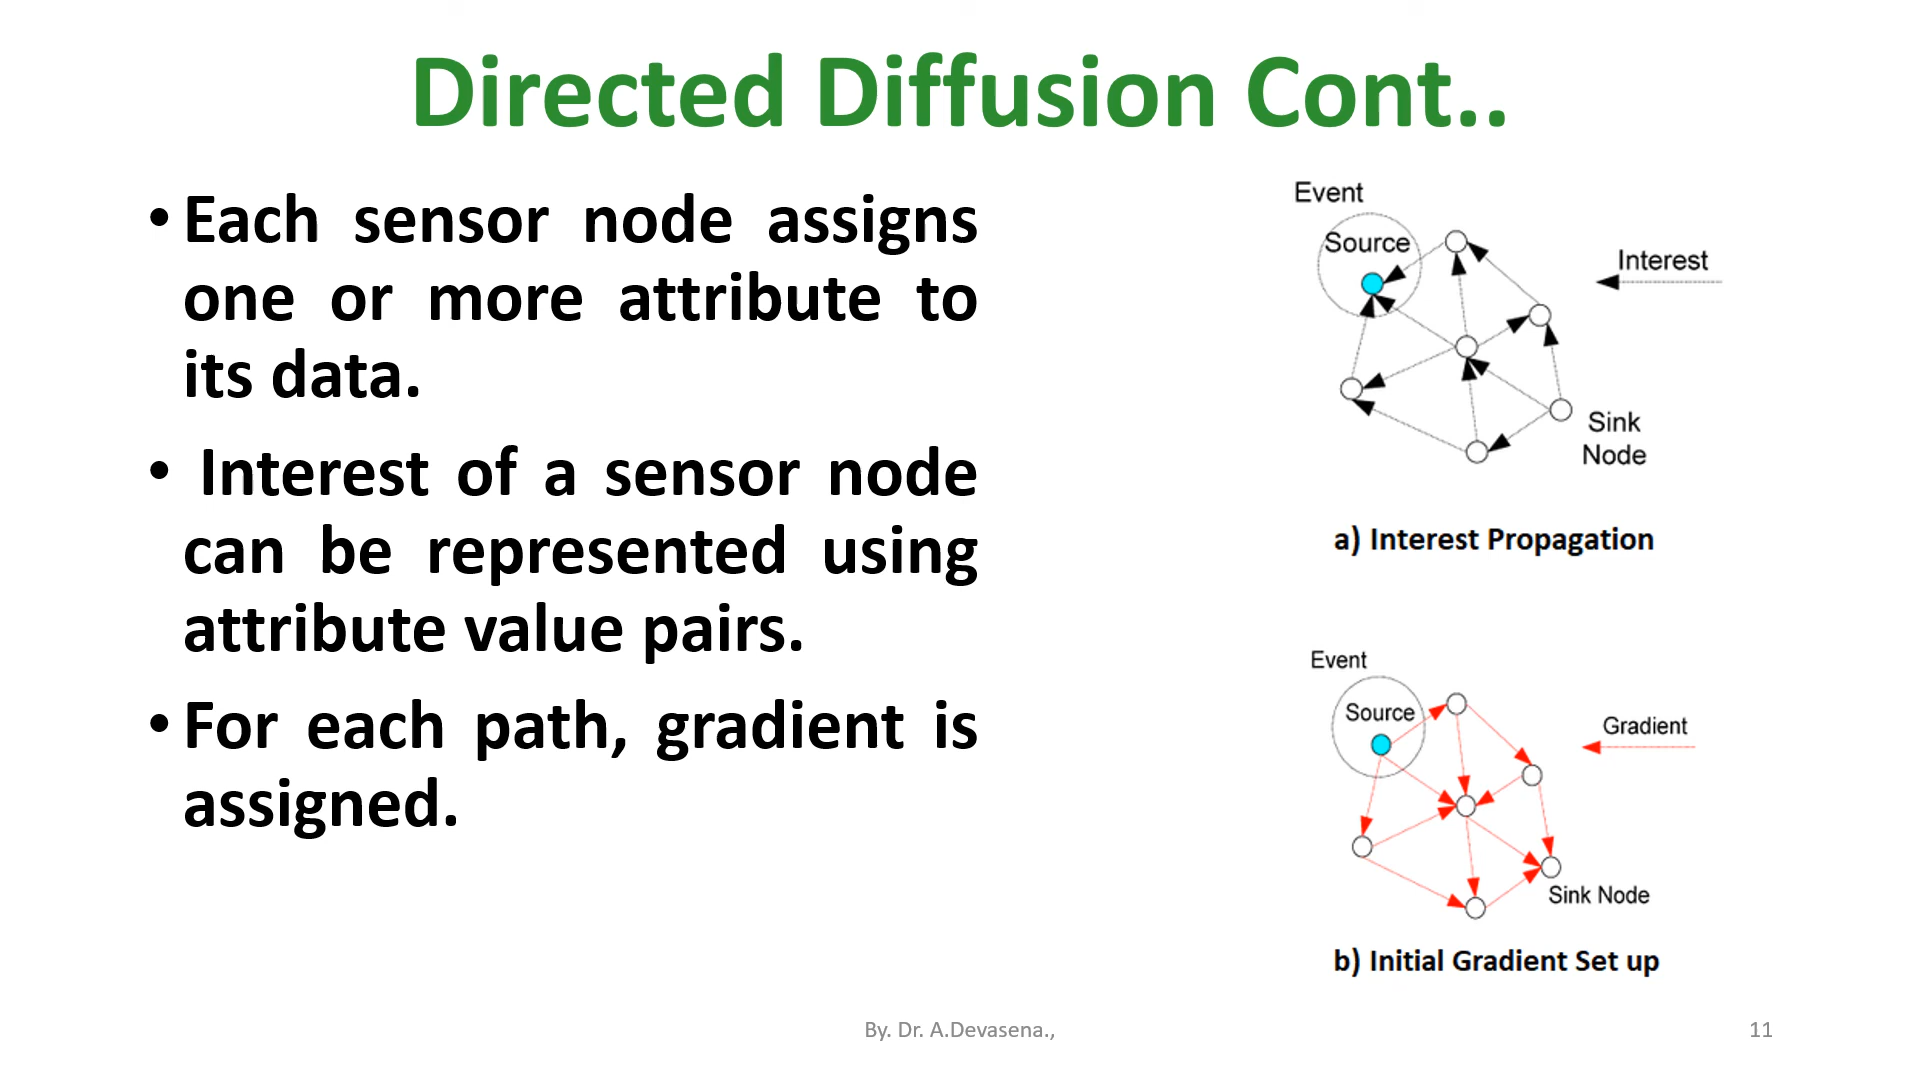 Directed Diffusion Cont..
• Each sensor node assigns
one or more attribute to
its data.
• Interest of a sensor node
can be represented using
attribute value pairs.
• For each path, gradient is
assigned.
Event
Source
Interest
Sink
Node
a) Interest Propagation
Event
Source
Gradient
Sink Node
b) Initial Gradient Set up
By. Dr. A.Devasena.,
11